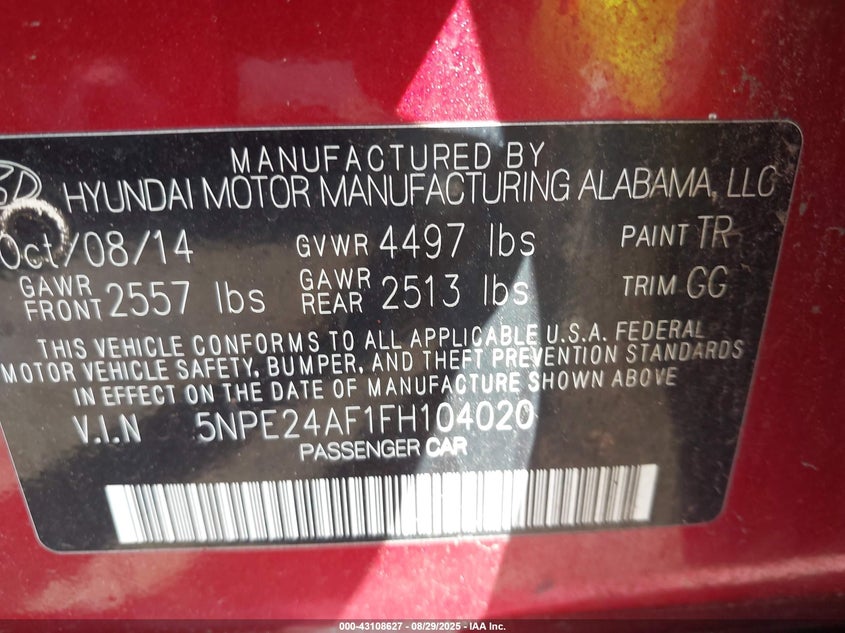 MANUFACTURED BY
HYUNDAI MOTOR MANUFACTURING ALABAMA, LLC
Oct/08/14 GVWR 4497 lbs PAINT TR
GAWR FRONT 2557 lbs GAWR REAR 2513 lbs TRIM GG
THIS VEHICLE CONFORMS TO ALL APPLICABLE U.S.A. FEDERAL
MOTOR VEHICLE SAFETY, BUMPER, AND THEFT PREVENTION STANDARDS
IN EFFECT ON THE DATE OF MANUFACTURE SHOWN ABOVE
V.I.N 5NPE24AF1FH104020
PASSENGER CAR
000-43108627 - 08/29/2025 - IAA Inc.